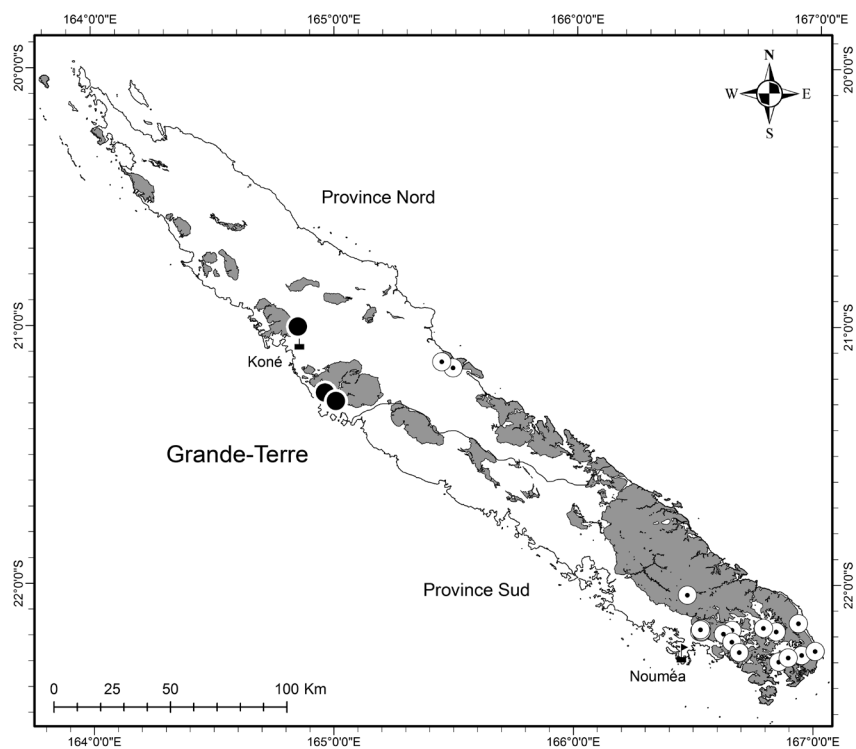 164°0'0"E 165°0'0"E 166°0'0"E 167°0'0"E
20°0'0"S 20°0'0"S
N
W E
S
Province Nord
21°0'0"S 21°0'0"S
Koné
Grande-Terre
22°0'0"S 22°0'0"S
Province Sud
Nouméa
0 25 50 100 Km
164°0'0"E 165°0'0"E 166°0'0"E 167°0'0"E